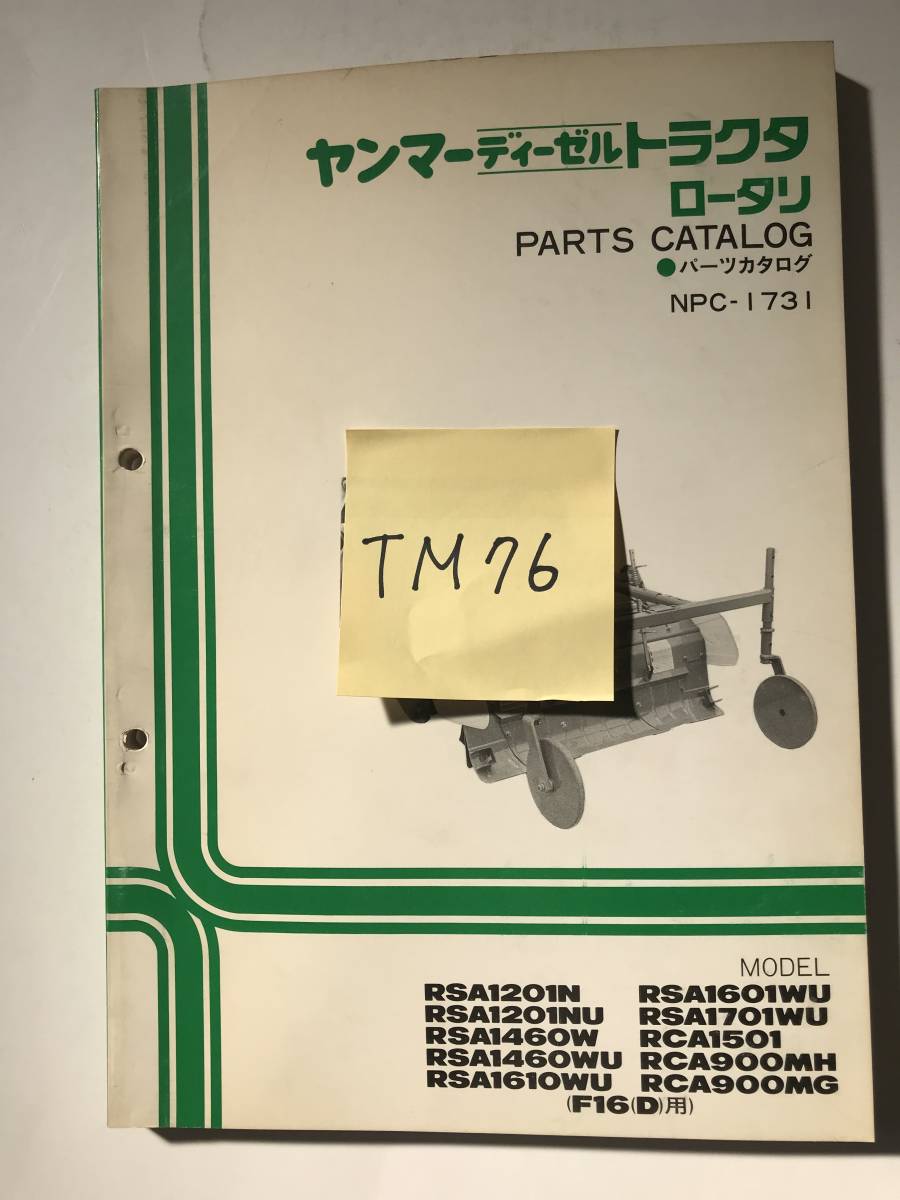 ヤンマーディーゼルトラクタ
ロータリ
PARTS CATALOG
●パーツカタログ
NPC-1731
TM76
MODEL
RSA1201N RSA1601WU
RSA1201NU RSA1701WU
RSA1460W RCA1501
RSA1460WU RCA900MH
RSA1610WU RCA900MG
(F16(D)用)